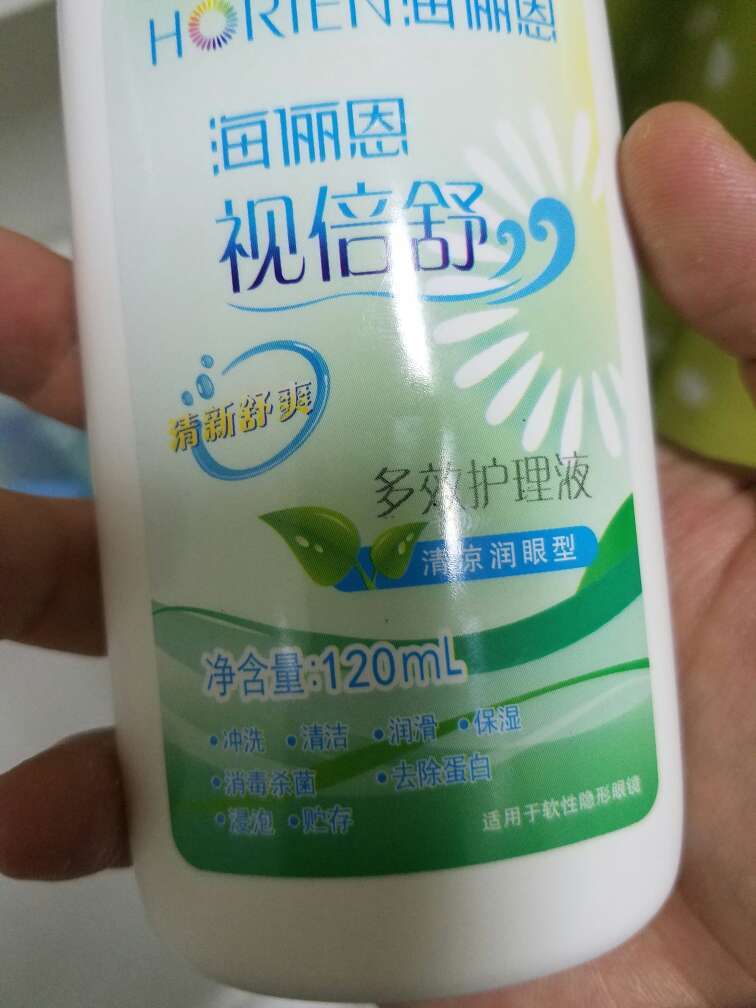 HORIEN海俪恩
海俪恩
视倍舒
清新舒爽
多效护理液
清凉润眼型
净含量:120mL
•冲洗 •清洁 •润滑 •保湿
•消毒杀菌 •去除蛋白
•浸泡 •贮存
适用于软性隐形眼镜